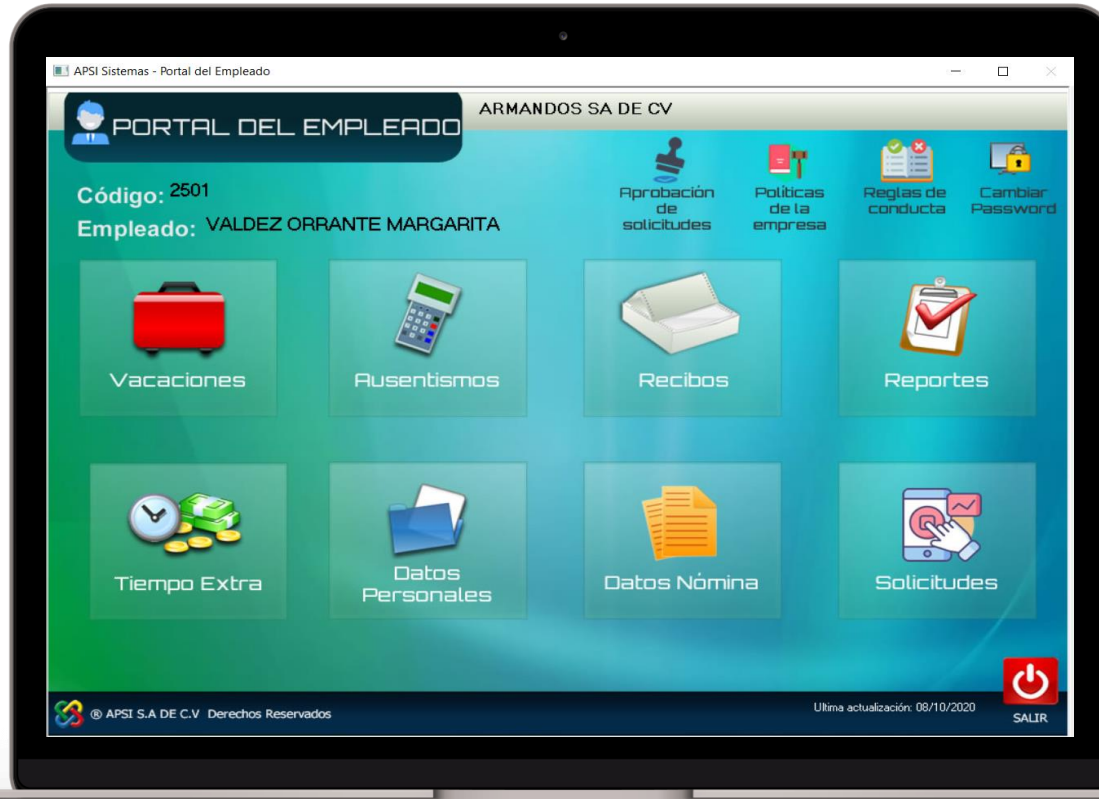 APSI Sistemas - Portal del Empleado
PORTAL DEL EMPLEADO
ARMANDOS SA DE CV
Código: 2501
Empleado: VALDEZ ORRANTE MARGARITA
Aprobación
de
solicitudes
Políticas
de la
empresa
Reglas de
conducta
Cambiar
Password
Vacaciones
Ausentismos
Recibos
Reportes
Tiempo Extra
Datos
Personales
Datos Nómina
Solicitudes
® APSI S.A DE C.V Derechos Reservados
Ultima actualización: 08/10/2020
SALIR